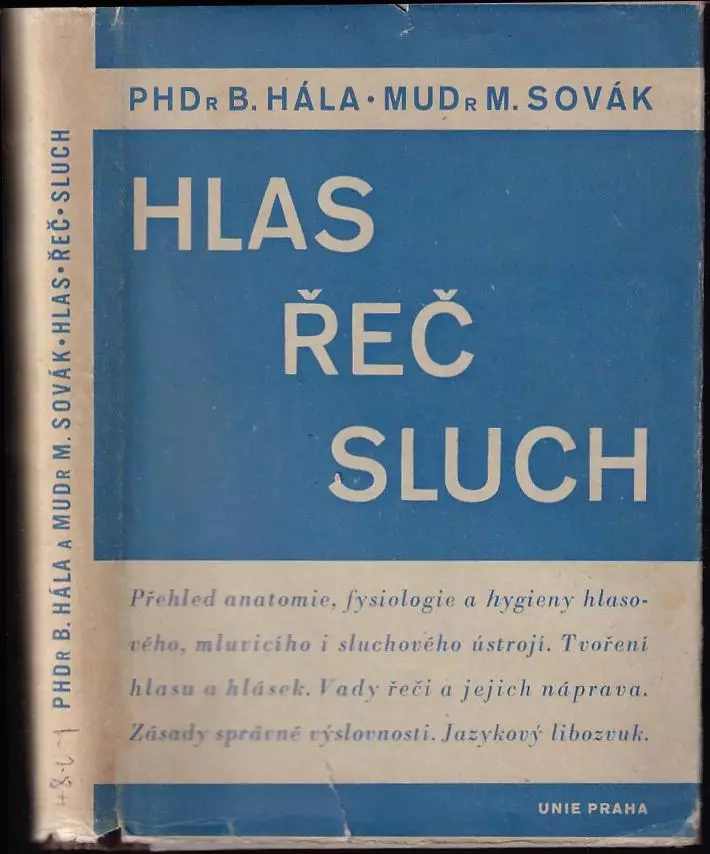 PHDR B. HÁLA • MUDR M. SOVÁK
HLAS
ŘEČ
SLUCH
Přehled anatomie, fysiologie a hygieny hlaso-
vého, mluvicího i sluchového ústrojí. Tvoření
hlasu a hlásek. Vady řeči a jejich náprava.
Zásady správné výslovnosti. Jazykový libozvuk.
UNIE PRAHA
PHDR B. HÁLA A MUDR M. SOVÁK • HLAS • ŘEČ • SLUCH